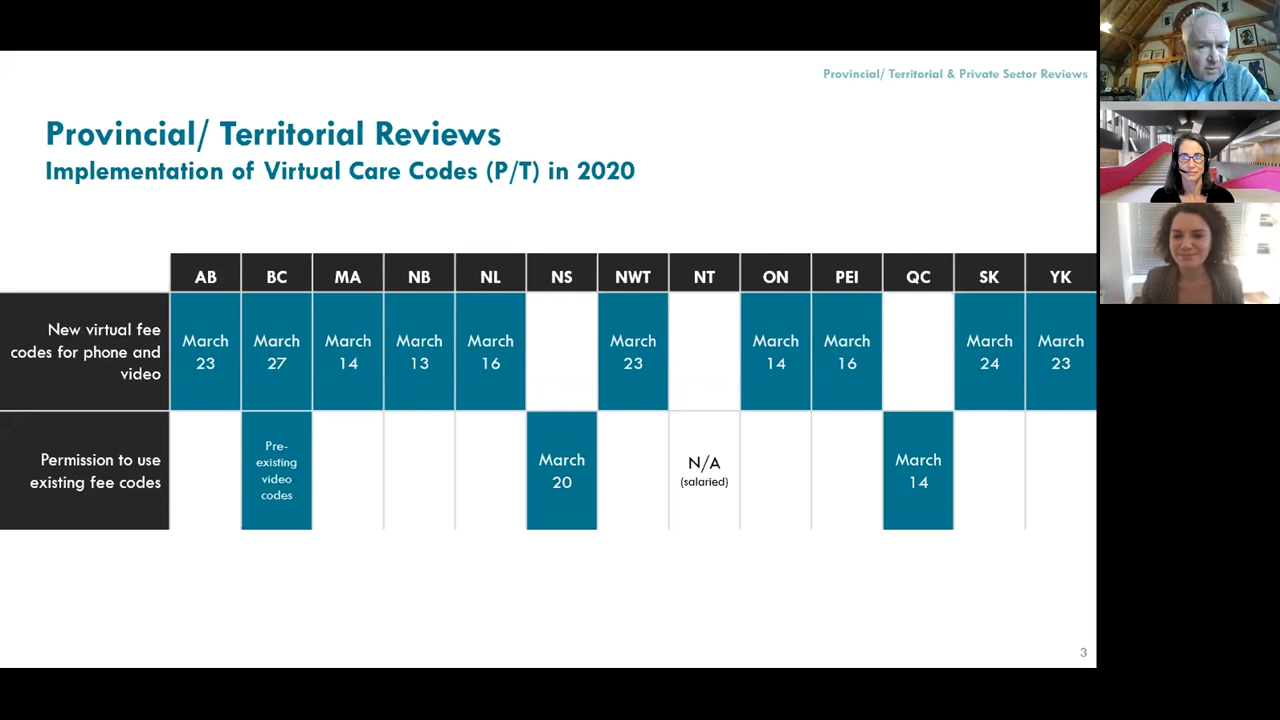 Provincial/ Territorial & Private Sector Reviews
Provincial/ Territorial Reviews
Implementation of Virtual Care Codes (P/T) in 2020
AB BC MA NB NL NS NWT NT ON PEI QC SK YK
New virtual fee
codes for phone and
video
March
23
March
27
March
14
March
13
March
16
March
23
March
14
March
16
March
24
March
23
Permission to use
existing fee codes
Pre-
existing
video
codes
March
20
N/A
(salaried)
March
14
3